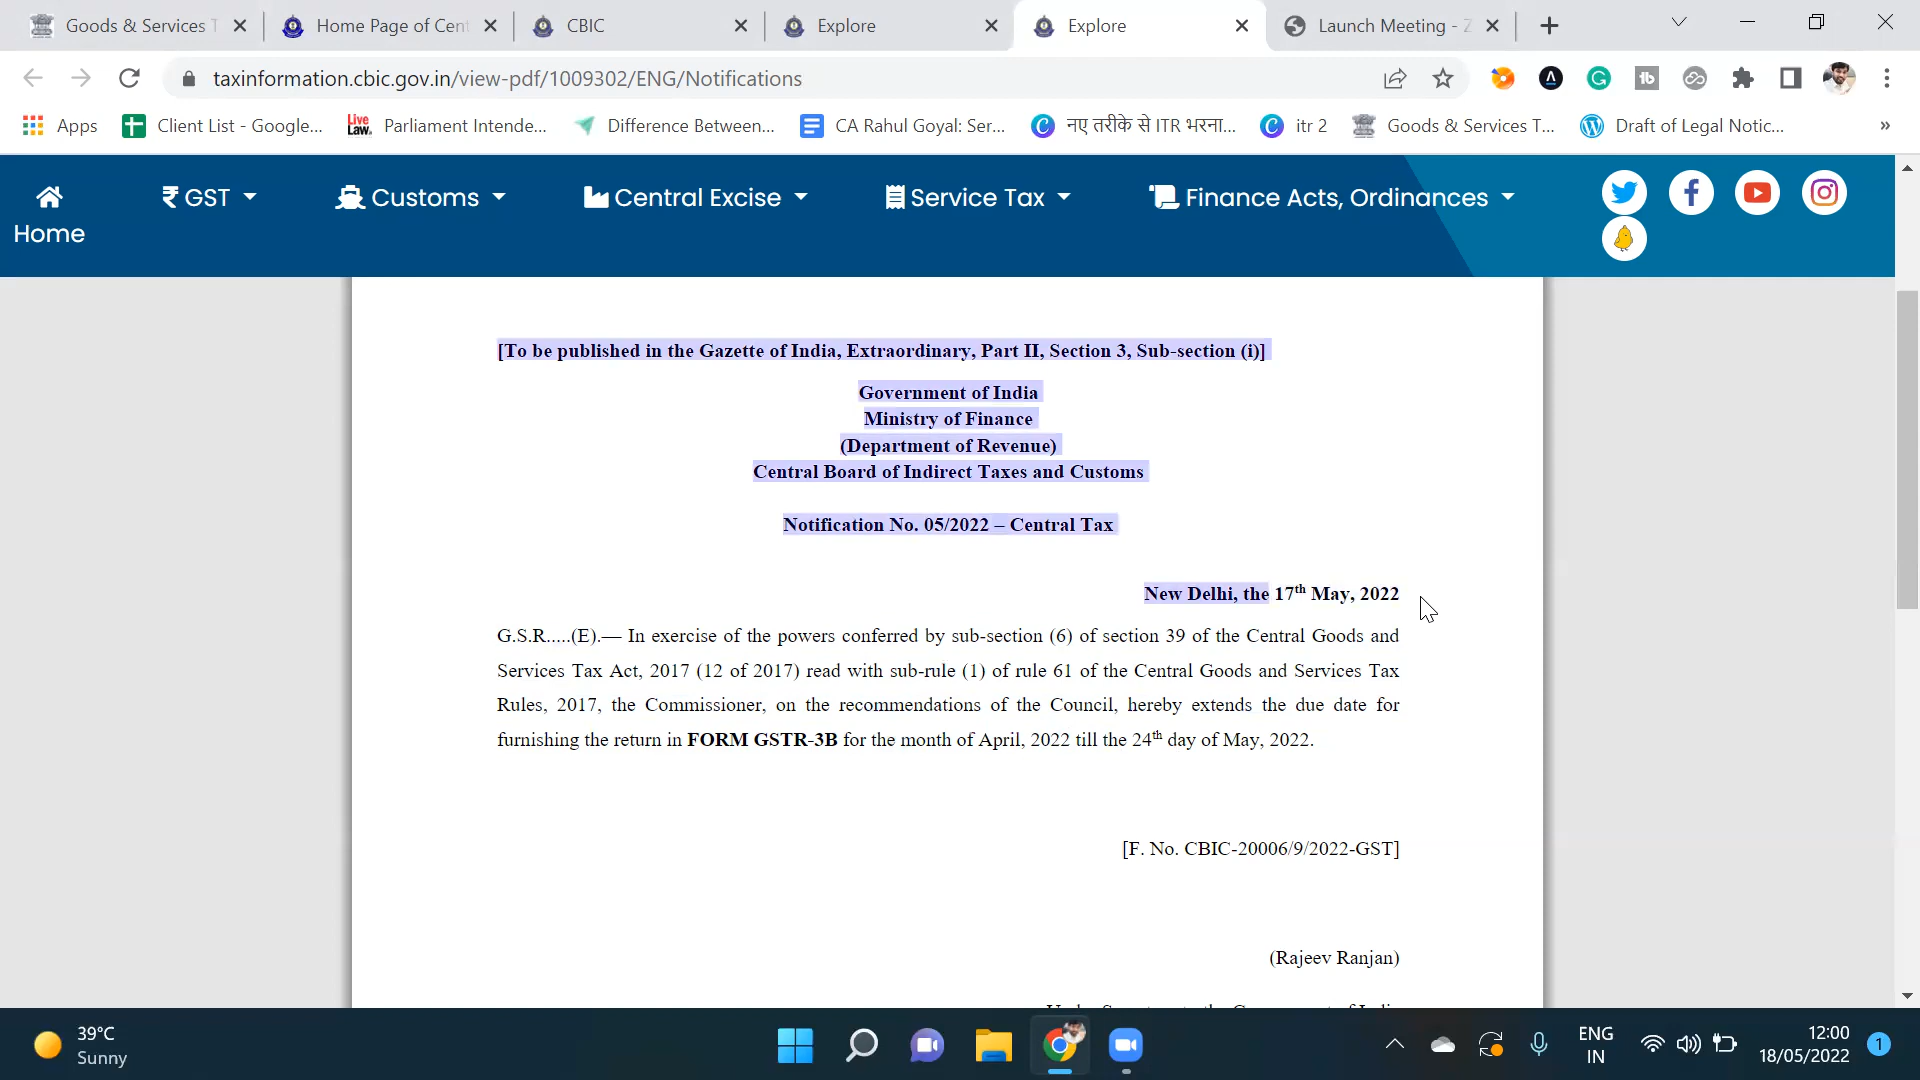 Goods & Services T
Home Page of Cent
CBIC
Explore
Explore
Launch Meeting - Z
taxinformation.cbic.gov.in/view-pdf/1009302/ENG/Notifications
Apps
Client List - Google...
Live Law.
Parliament Intende...
Difference Between...
CA Rahul Goyal: Ser...
नए तरीके से ITR भरना...
itr 2
Goods & Services T...
Draft of Legal Notic...
»
Home
₹ GST
Customs
Central Excise
Service Tax
Finance Acts, Ordinances
[To be published in the Gazette of India, Extraordinary, Part II, Section 3, Sub-section (i)]
Government of India
Ministry of Finance
(Department of Revenue)
Central Board of Indirect Taxes and Customs
Notification No. 05/2022 – Central Tax
New Delhi, the 17th May, 2022
G.S.R.....(E).— In exercise of the powers conferred by sub-section (6) of section 39 of the Central Goods and
Services Tax Act, 2017 (12 of 2017) read with sub-rule (1) of rule 61 of the Central Goods and Services Tax
Rules, 2017, the Commissioner, on the recommendations of the Council, hereby extends the due date for
furnishing the return in FORM GSTR-3B for the month of April, 2022 till the 24th day of May, 2022.
[F. No. CBIC-20006/9/2022-GST]
(Rajeev Ranjan)
39°C
Sunny
ENG
IN
12:00
18/05/2022
1